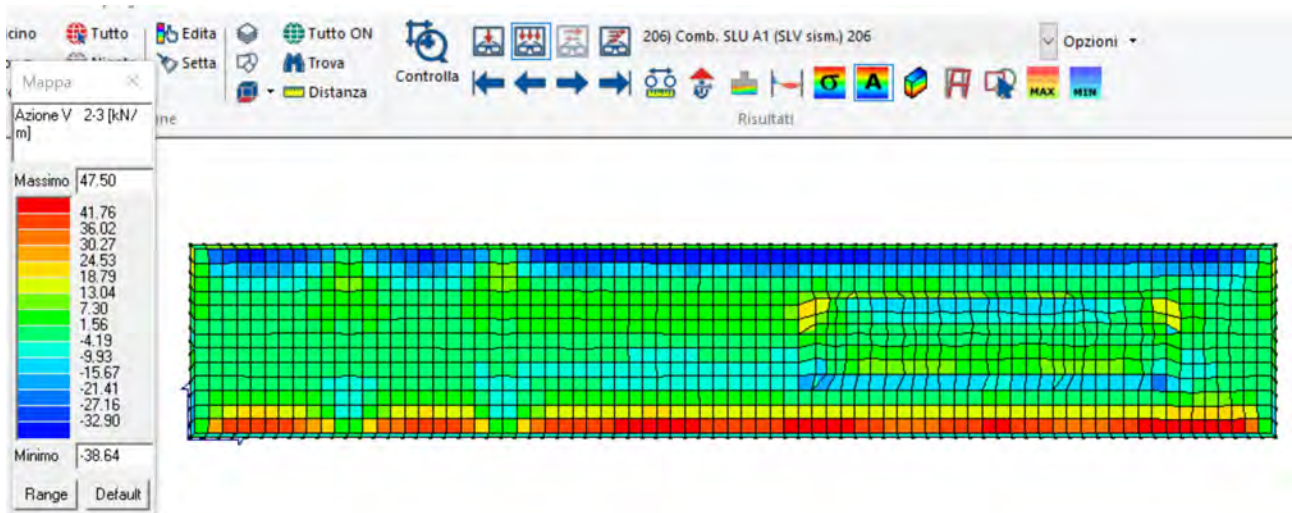 Tutto
Edita
Tutto ON
206) Comb. SLU A1 (SLV sism.) 206
Opzioni
Setta
Trova
Controlla
Distanza
σ
A
MAX
MIN
Risultati
Mappa
Azione V 2-3 [kN/
m]
Massimo 47.50
41.76
36.02
30.27
24.53
18.79
13.04
7.30
1.56
-4.19
-9.93
-15.67
-21.41
-27.16
-32.90
Minimo -38.64
Range Default